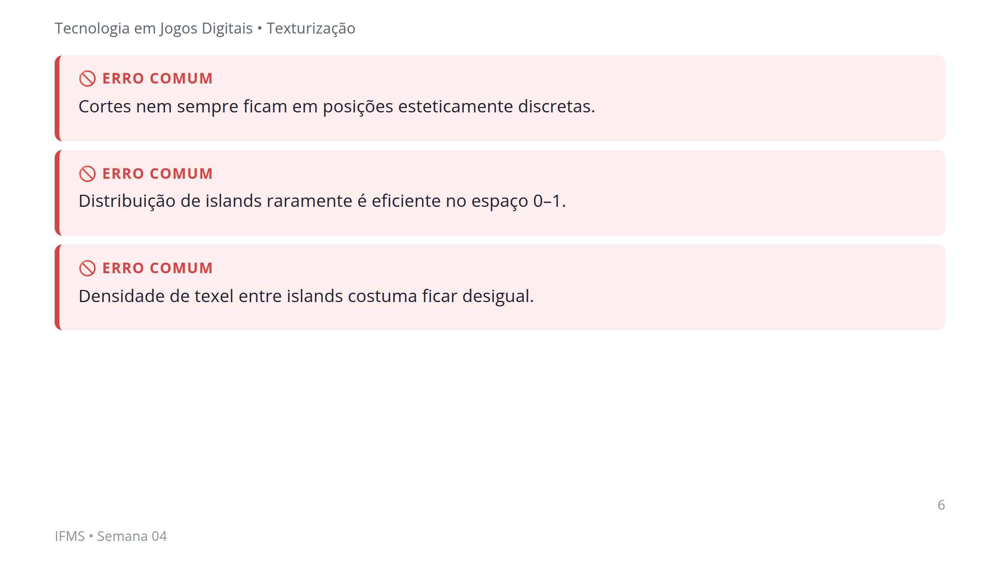 Tecnologia em Jogos Digitais • Texturização
🚫 ERRO COMUM
Cortes nem sempre ficam em posições esteticamente discretas.
🚫 ERRO COMUM
Distribuição de islands raramente é eficiente no espaço 0–1.
🚫 ERRO COMUM
Densidade de texel entre islands costuma ficar desigual.
6
IFMS • Semana 04